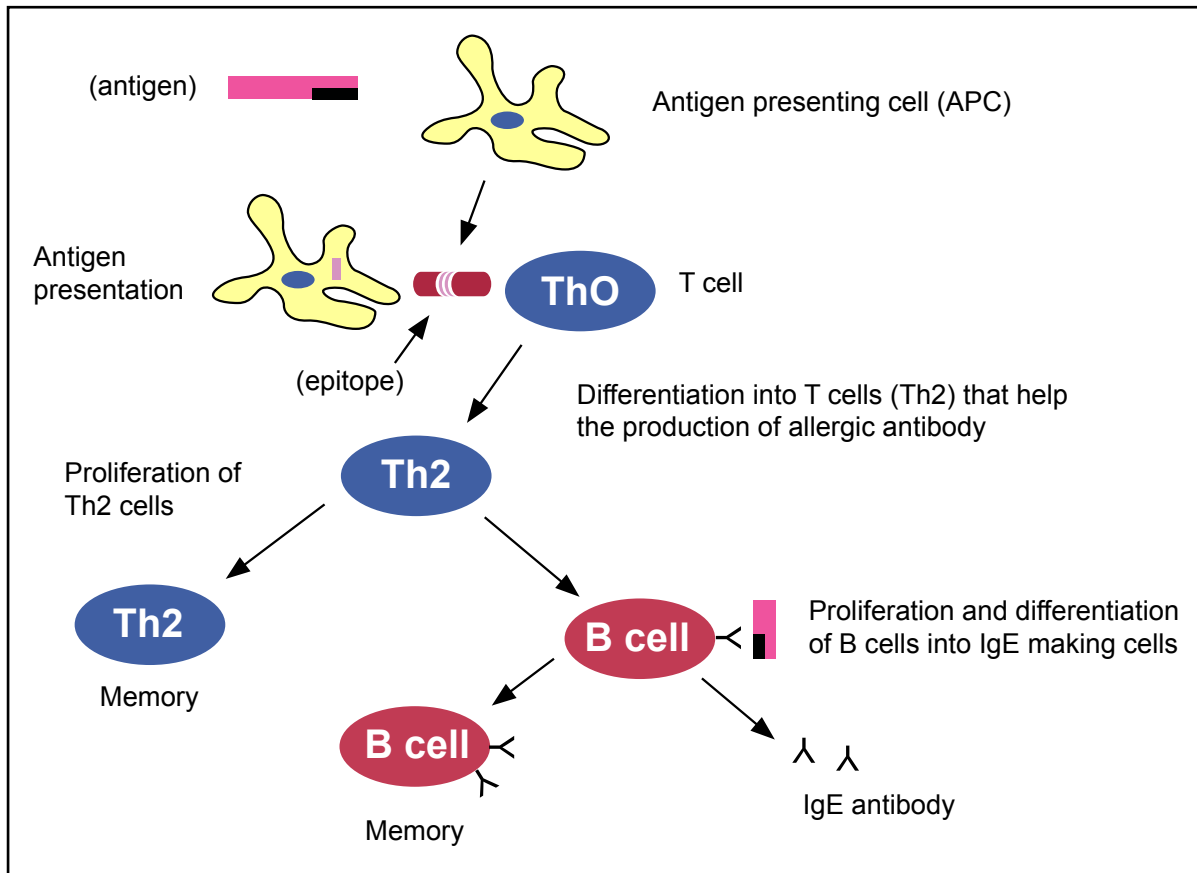 (antigen)
Antigen presenting cell (APC)
Antigen
presentation
ThO
T cell
(epitope)
Differentiation into T cells (Th2) that help
the production of allergic antibody
Th2
Proliferation of
Th2 cells
Th2
Memory
B cell
Proliferation and differentiation
of B cells into IgE making cells
B cell
Memory
IgE antibody